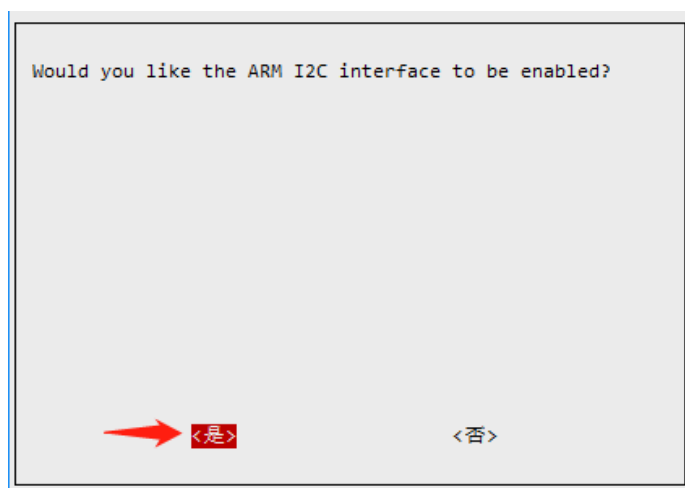 Would you like the ARM I2C interface to be enabled?
<是> <否>